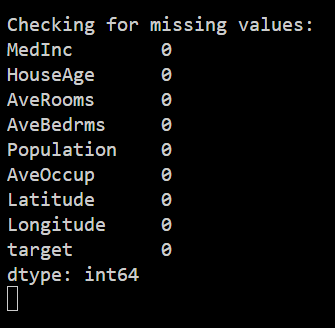 Checking for missing values:
MedInc        0
HouseAge      0
AveRooms      0
AveBedrms     0
Population    0
AveOccup      0
Latitude      0
Longitude     0
target        0
dtype: int64